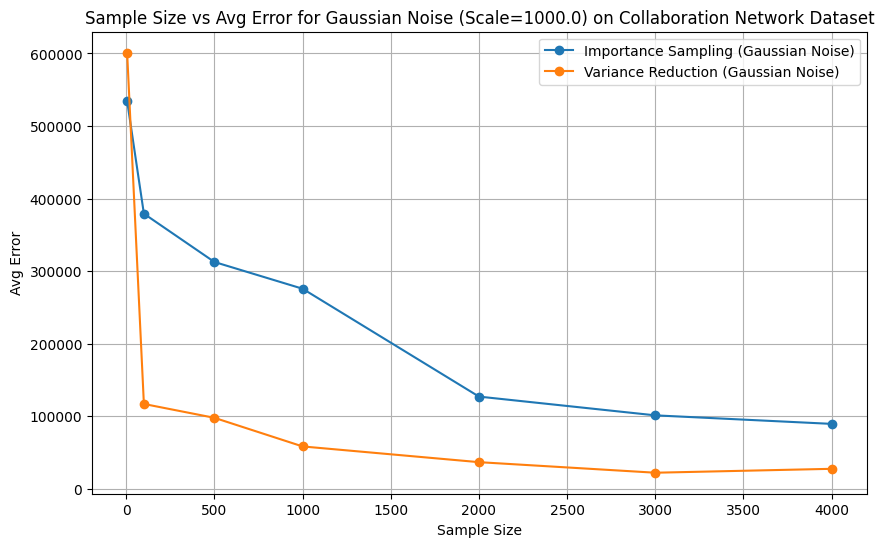 Sample Size vs Avg Error for Gaussian Noise (Scale=1000.0) on Collaboration Network Dataset
Importance Sampling (Gaussian Noise)
Variance Reduction (Gaussian Noise)
Avg Error
600000
500000
400000
300000
200000
100000
0
0 500 1000 1500 2000 2500 3000 3500 4000
Sample Size